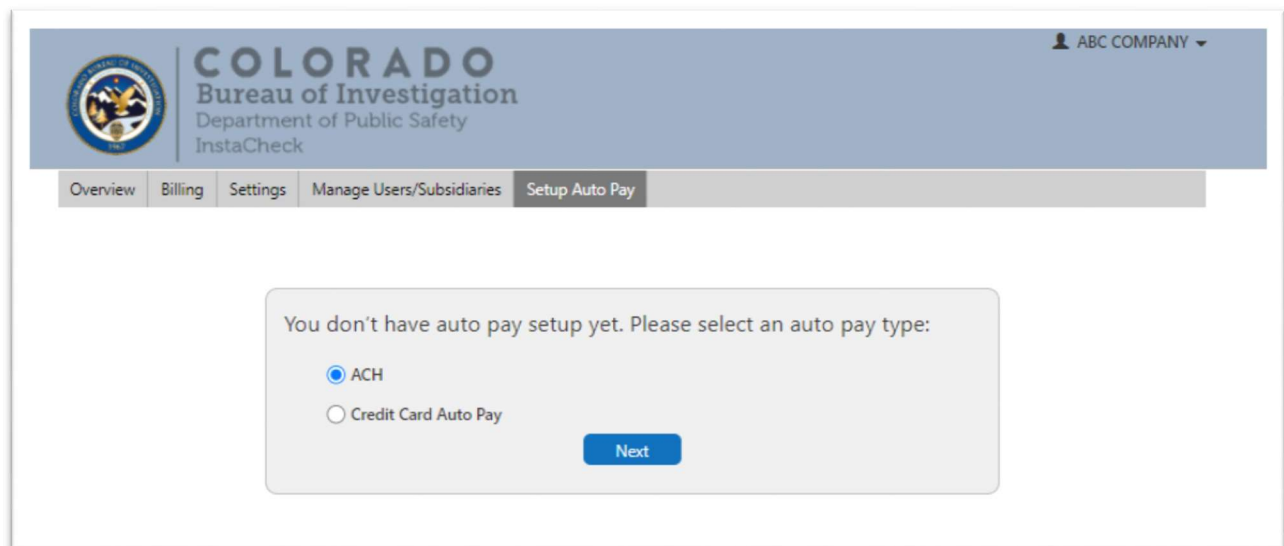 ABC COMPANY
COLORADO
Bureau of Investigation
Department of Public Safety
InstaCheck
Overview Billing Settings Manage Users/Subsidiaries Setup Auto Pay
You don't have auto pay setup yet. Please select an auto pay type:
ACH
Credit Card Auto Pay
Next